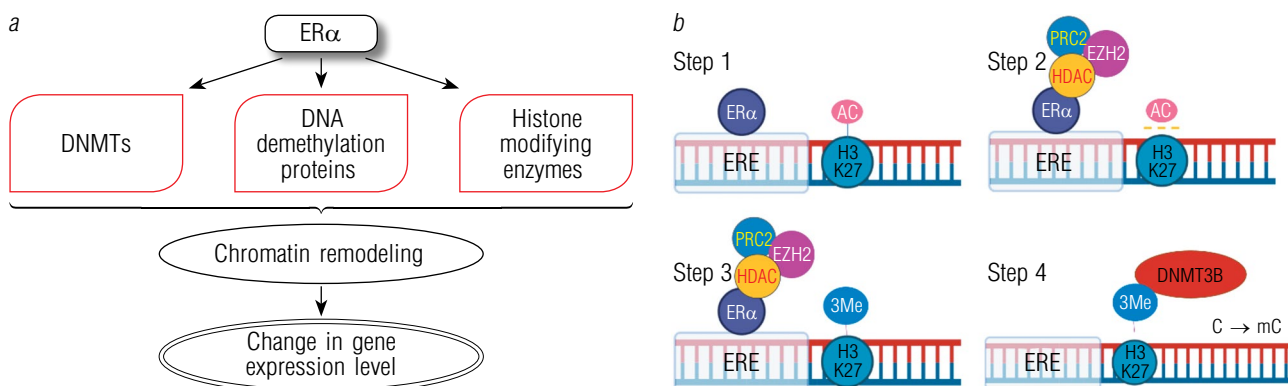 a
ERα
DNMTs
DNA
demethylation
proteins
Histone
modifying
enzymes
Chromatin remodeling
Change in gene
expression level
b
Step 1
ERα
AC
ERE
H3
K27
Step 2
PRC2
EZH2
HDAC
ERα
AC
ERE
H3
K27
Step 3
PRC2
EZH2
HDAC
ERα
3Me
ERE
H3
K27
Step 4
DNMT3B
3Me
C → mC
ERE
H3
K27